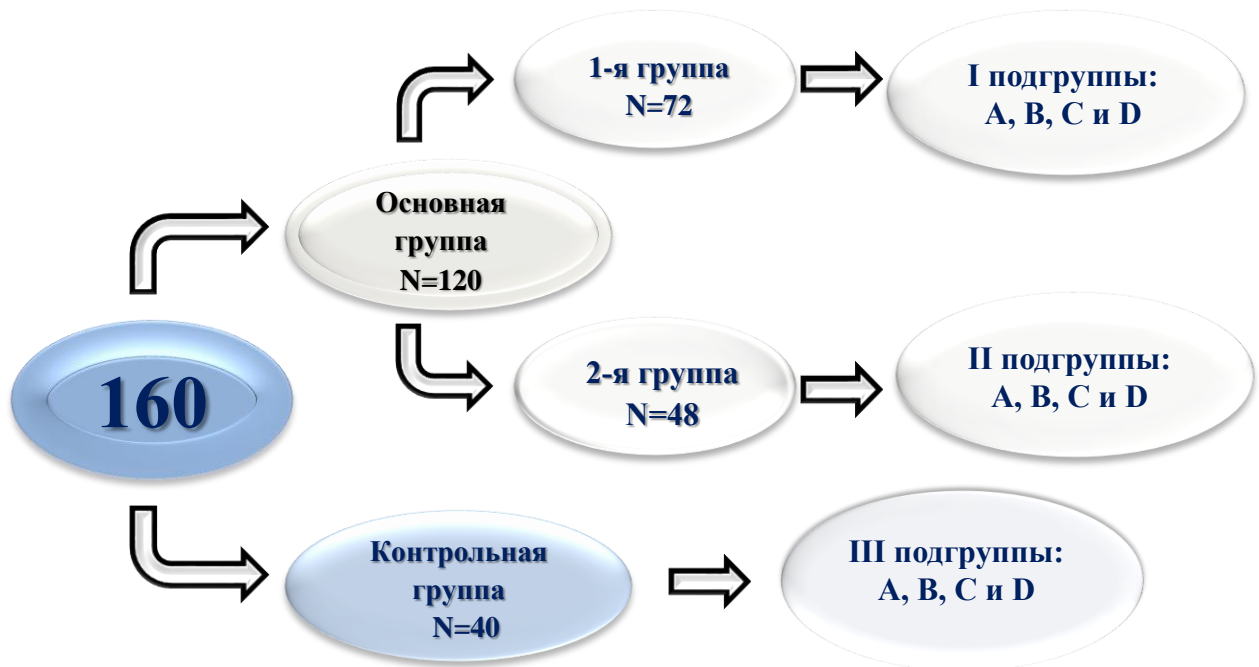 1-я группа
N=72
I подгруппы:
A, B, C и D
Основная
группа
N=120
160
2-я группа
N=48
II подгруппы:
A, B, C и D
Контрольная
группа
N=40
III подгруппы:
A, B, C и D